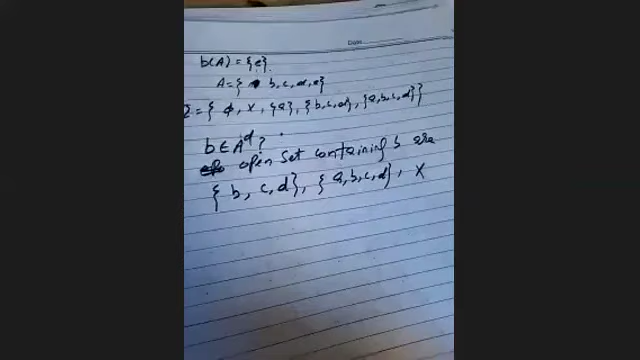 Date
b(A) = {e}
A = { b, c, d, e}
τ = { ϕ, X, {a}, {b,c,d}, {a,b,c,d}}
b ∈ A^d ?
open set containing b are
{ b, c, d}, { a, b, c, d}, X